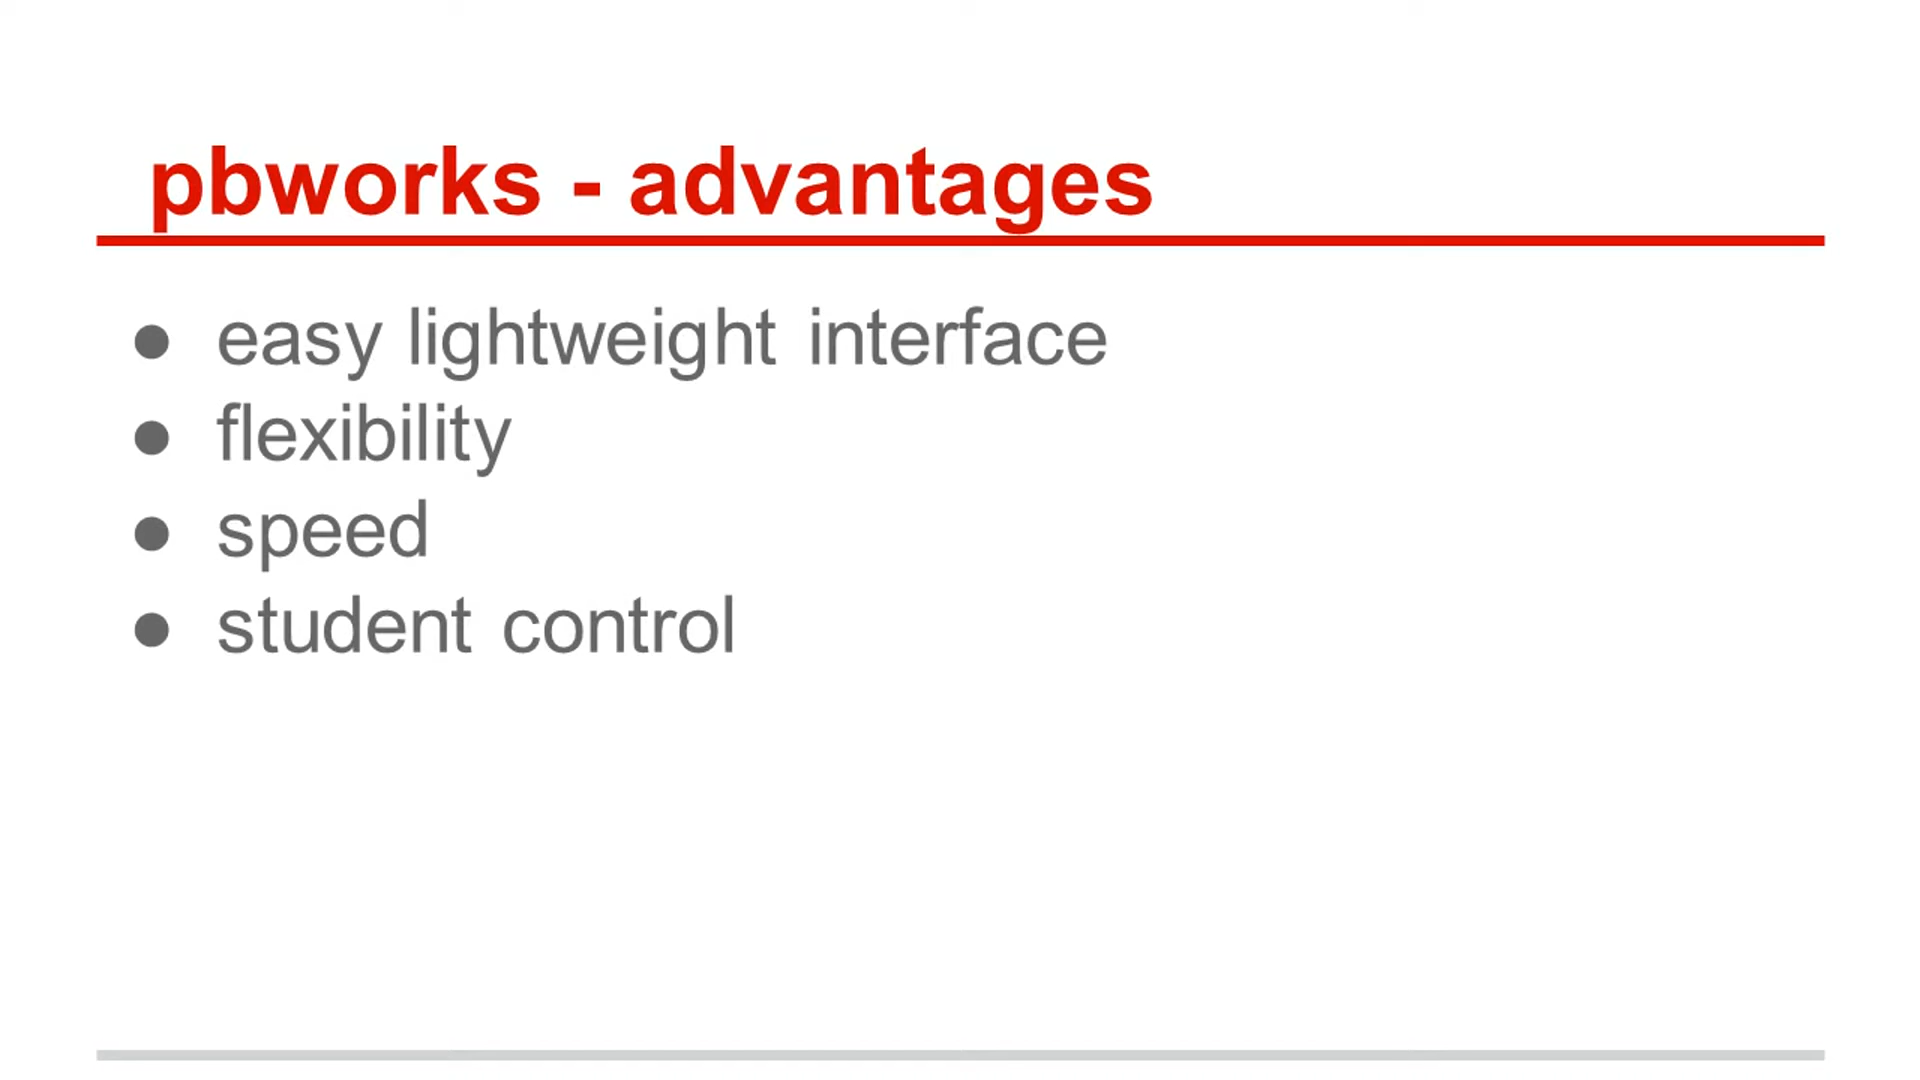 pbworks - advantages
● easy lightweight interface
● flexibility
● speed
● student control